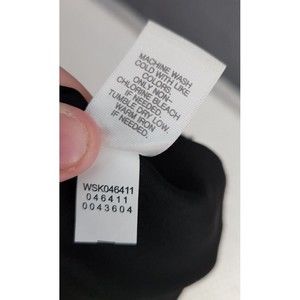 MACHINE WASH
COLD WITH LIKE
COLORS.
ONLY NON-
CHLORINE BLEACH
IF NEEDED.
TUMBLE DRY LOW.
WARM IRON
IF NEEDED.
WSK046411
046411
0043604